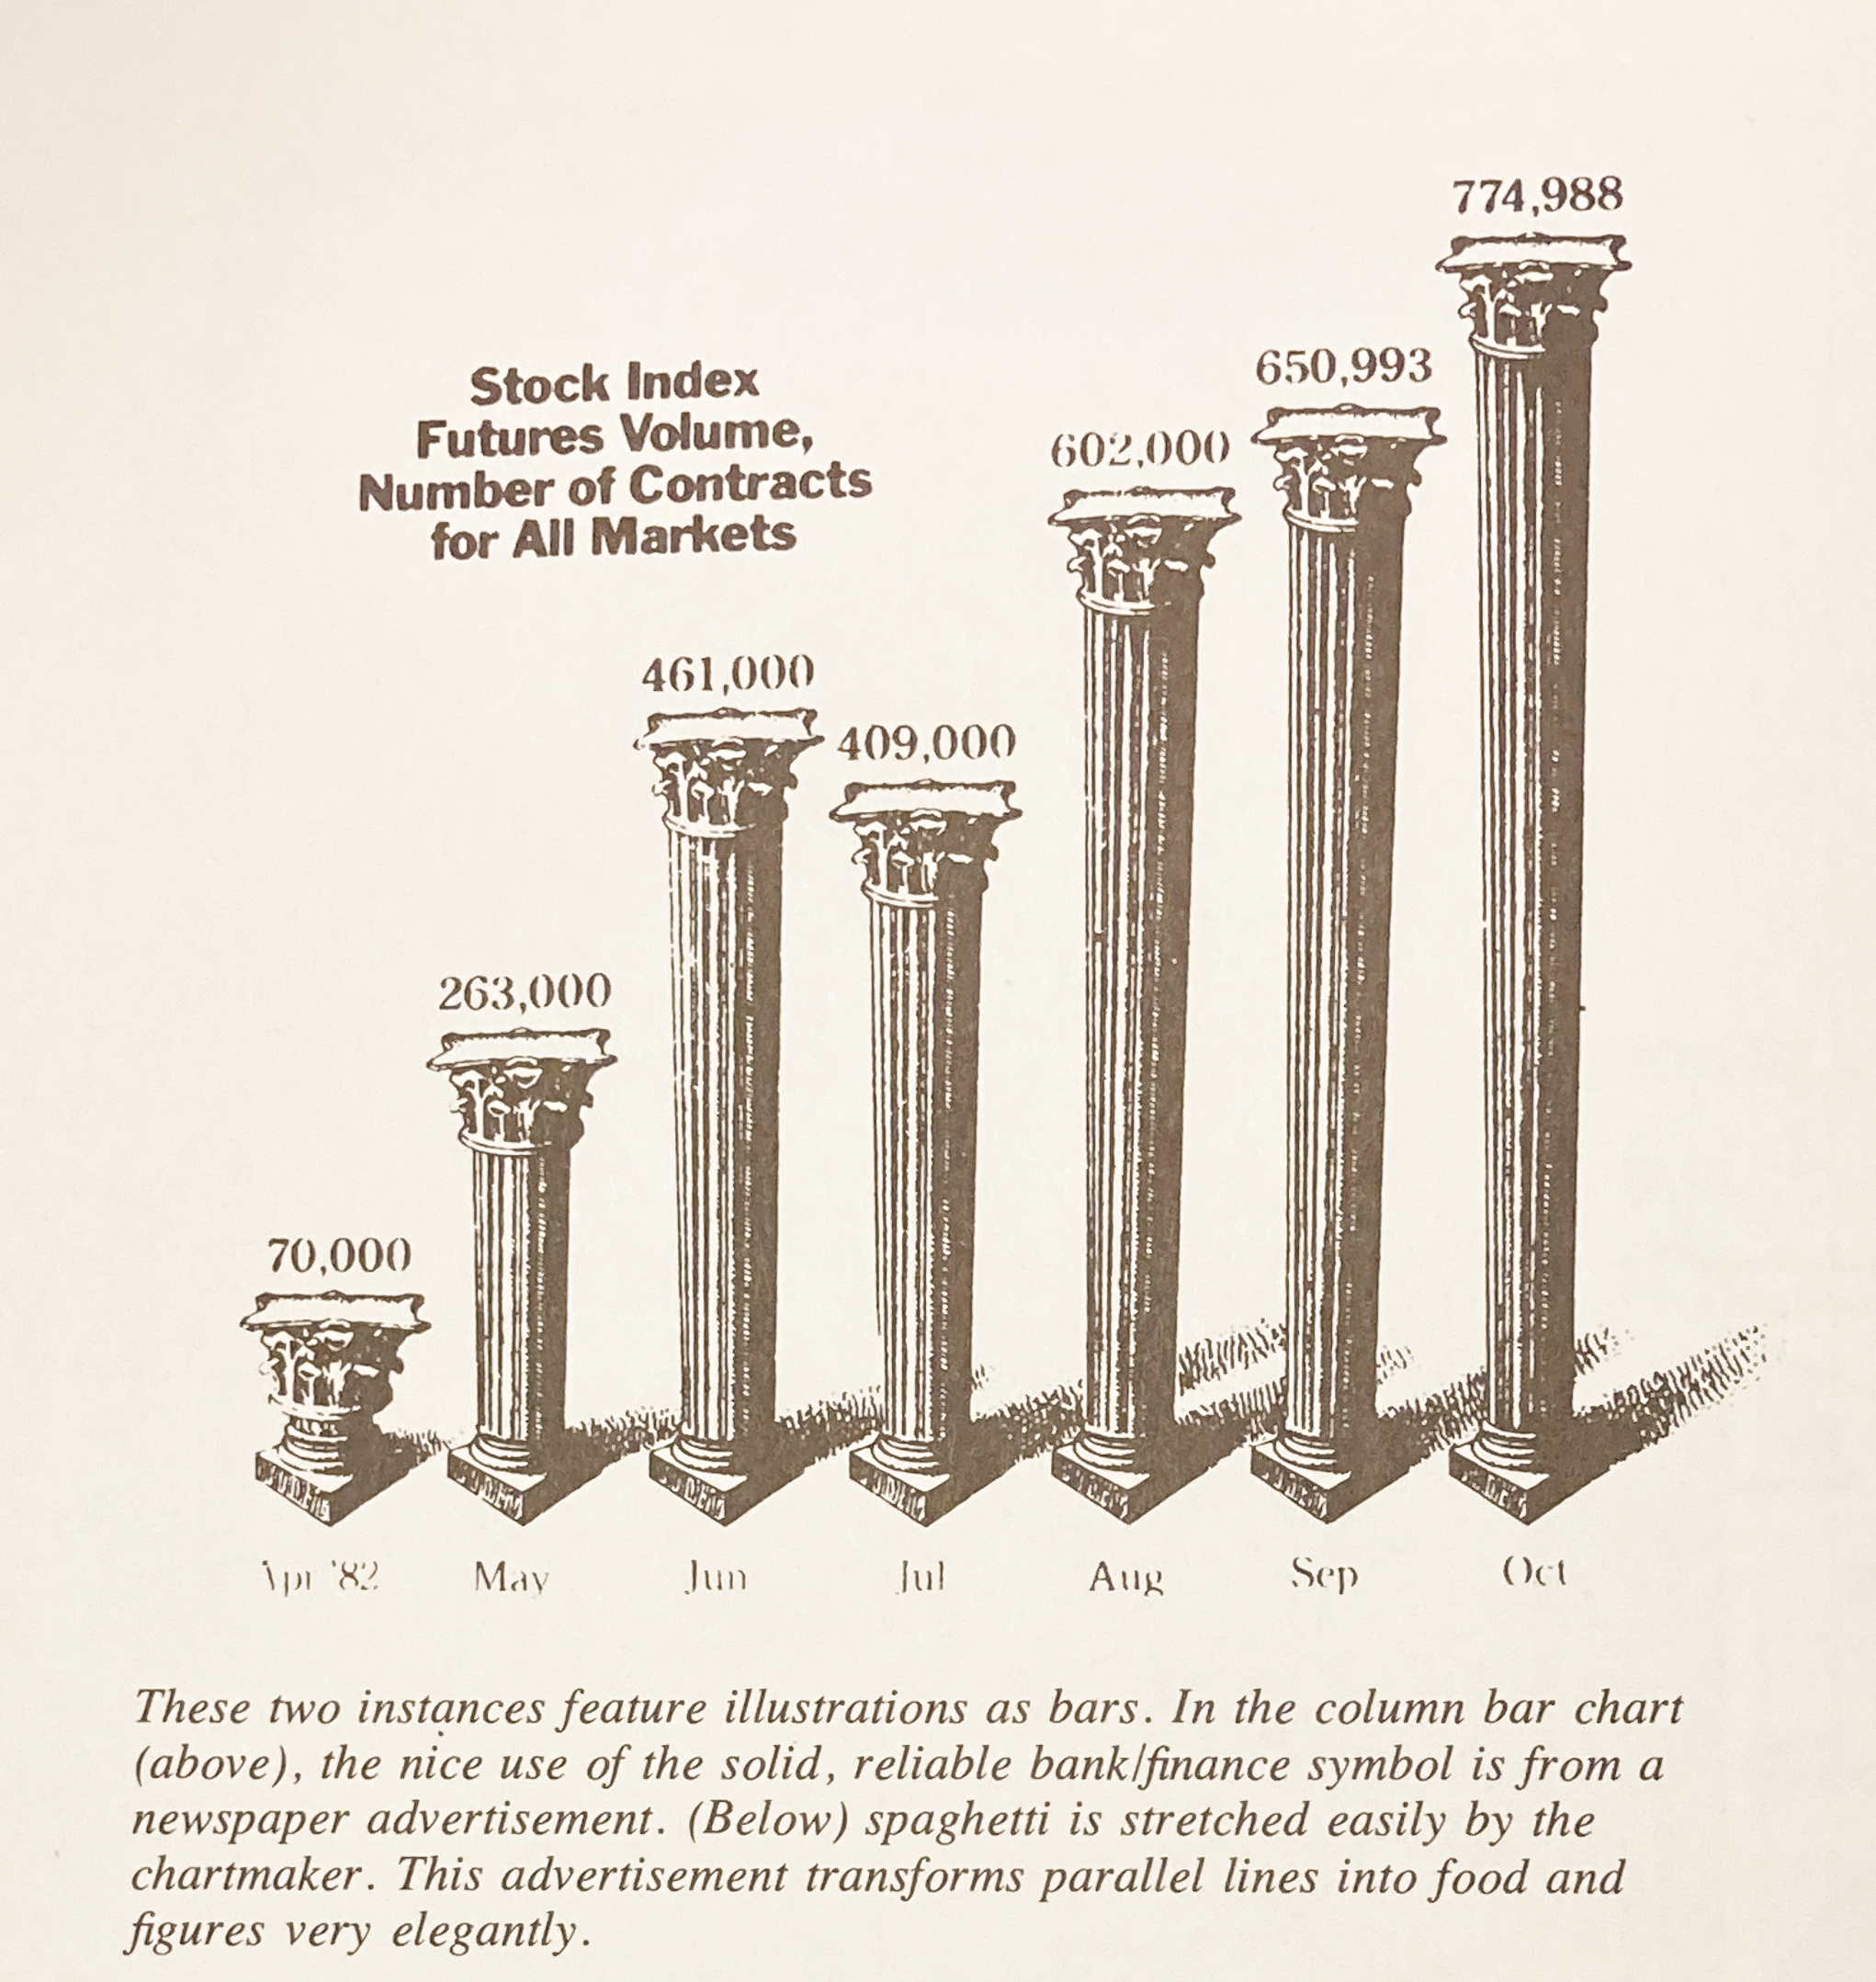 774,988
650,993
Stock Index
Futures Volume,
Number of Contracts
for All Markets
602,000
461,000
409,000
263,000
70,000
Apr '82 May Jun Jul Aug Sep Oct
These two instances feature illustrations as bars. In the column bar chart
(above), the nice use of the solid, reliable bank/finance symbol is from a
newspaper advertisement. (Below) spaghetti is stretched easily by the
chartmaker. This advertisement transforms parallel lines into food and
figures very elegantly.